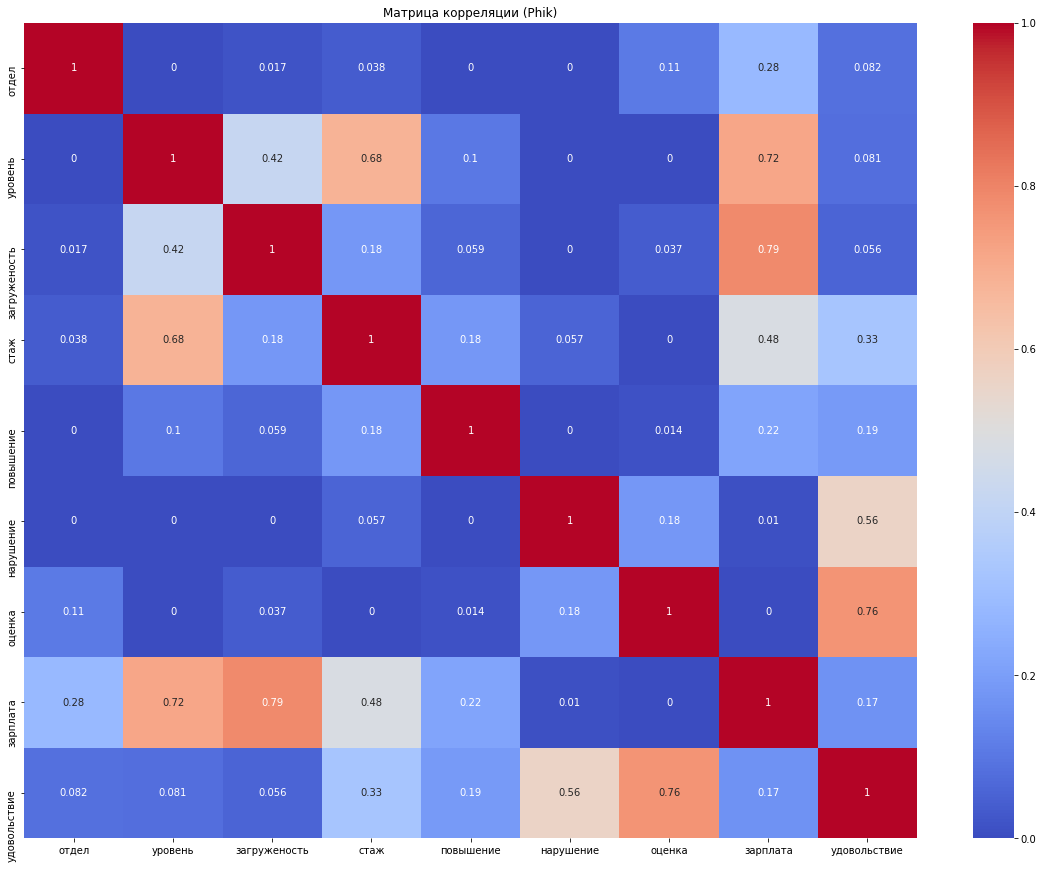 Матрица корреляции (Phik)
отдел 1 0 0.017 0.038 0 0 0.11 0.28 0.082
уровень 0 1 0.42 0.68 0.1 0 0 0.72 0.081
загруженость 0.017 0.42 1 0.18 0.059 0 0.037 0.79 0.056
стаж 0.038 0.68 0.18 1 0.18 0.057 0 0.48 0.33
повышение 0 0.1 0.059 0.18 1 0 0.014 0.22 0.19
нарушение 0 0 0 0.057 0 1 0.18 0.01 0.56
оценка 0.11 0 0.037 0 0.014 0.18 1 0 0.76
зарплата 0.28 0.72 0.79 0.48 0.22 0.01 0 1 0.17
удовольствие 0.082 0.081 0.056 0.33 0.19 0.56 0.76 0.17 1
отдел уровень загруженость стаж повышение нарушение оценка зарплата удовольствие
1.0
0.8
0.6
0.4
0.2
0.0